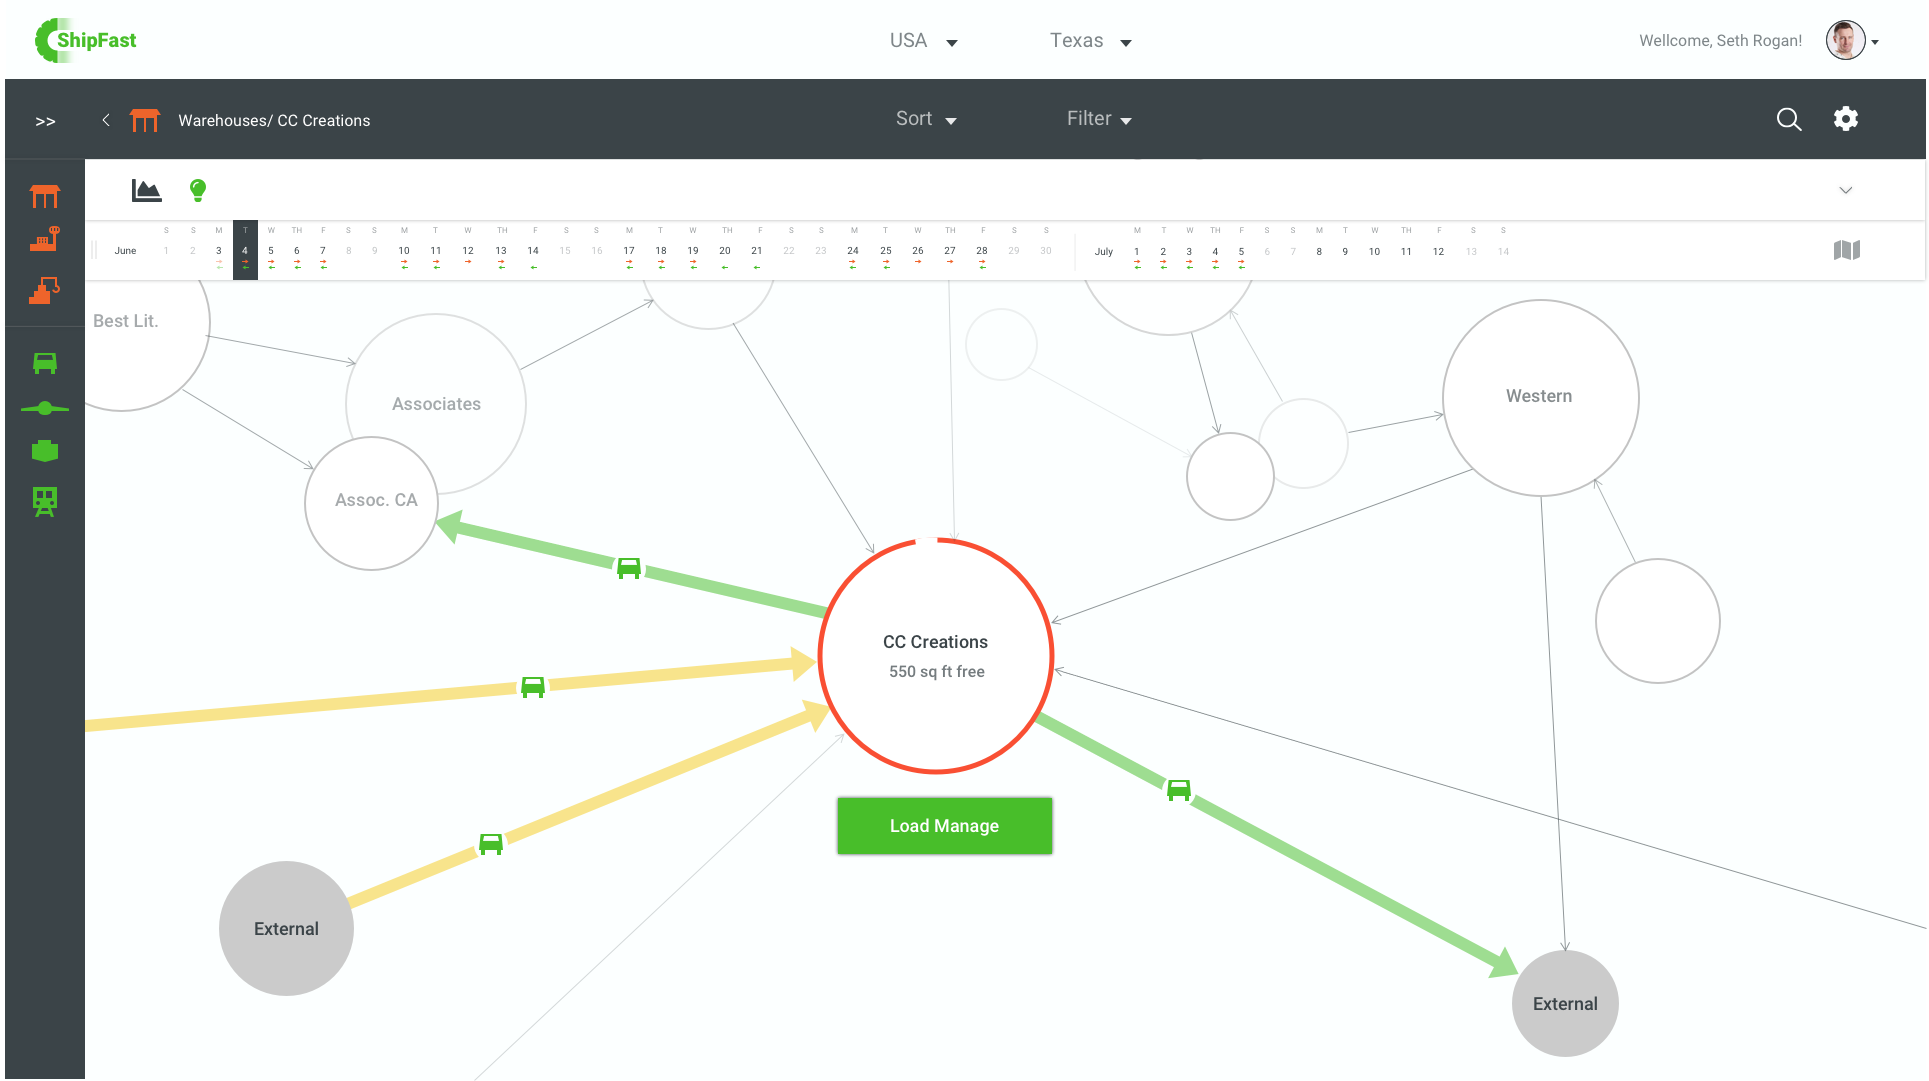 ShipFast
USA
Texas
Wellcome, Seth Rogan!
>>
<
Warehouses/ CC Creations
Sort
Filter
S S M T W TH F S S M T W TH F S S M T W TH F S S M T W TH F S S M T W TH F S S M T W TH F S S
June 1 2 3 4 5 6 7 8 9 10 11 12 13 14 15 16 17 18 19 20 21 22 23 24 25 26 27 28 29 30 July 1 2 3 4 5 6 7 8 9 10 11 12 13 14
Best Lit.
Associates
Western
Assoc. CA
CC Creations
550 sq ft free
Load Manage
External
External